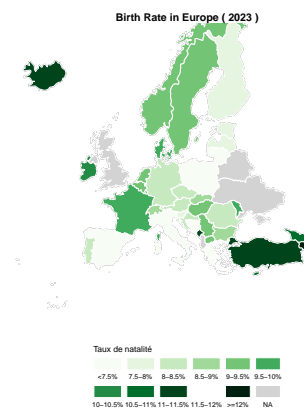 Birth Rate in Europe ( 2023 )
Taux de natalité
<7.5% 7.5–8% 8–8.5% 8.5–9% 9–9.5% 9.5–10%
10–10.5% 10.5–11% 11–11.5% 11.5–12% >=12% NA